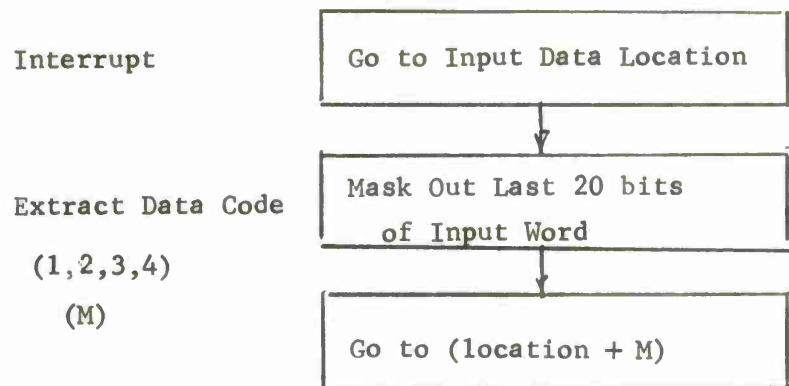 Interrupt
Go to Input Data Location
Extract Data Code
(1,2,3,4)
(M)
Mask Out Last 20 bits
of Input Word
Go to (location + M)